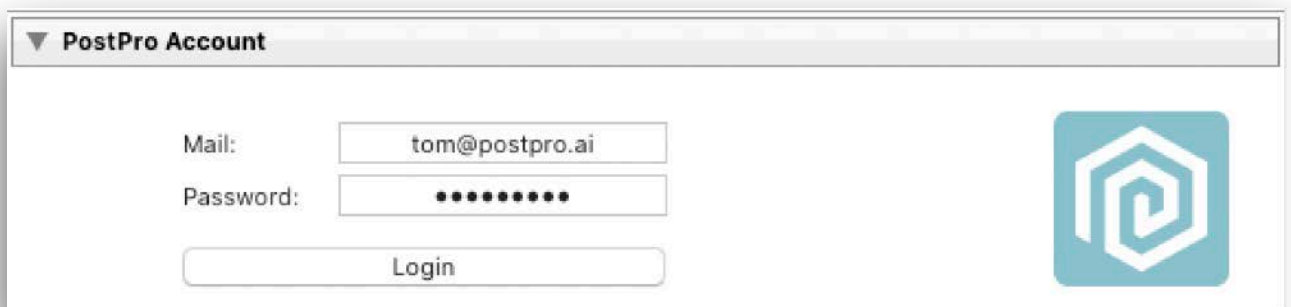 PostPro Account
Mail: tom@postpro.ai
Password: •••••••••
Login